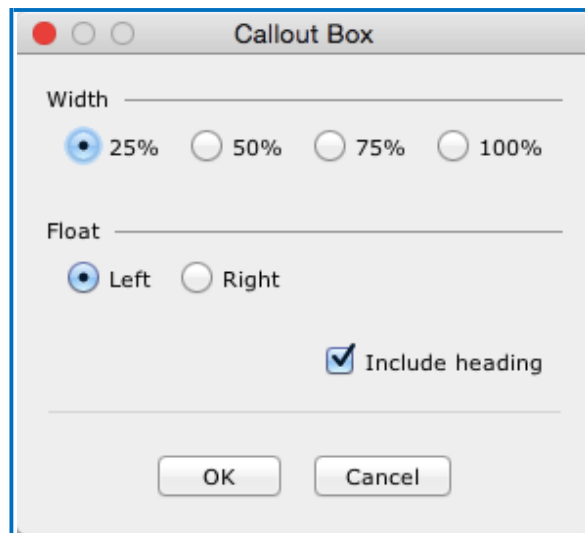 Callout Box
Width
25% 50% 75% 100%
Float
Left Right
Include heading
OK Cancel